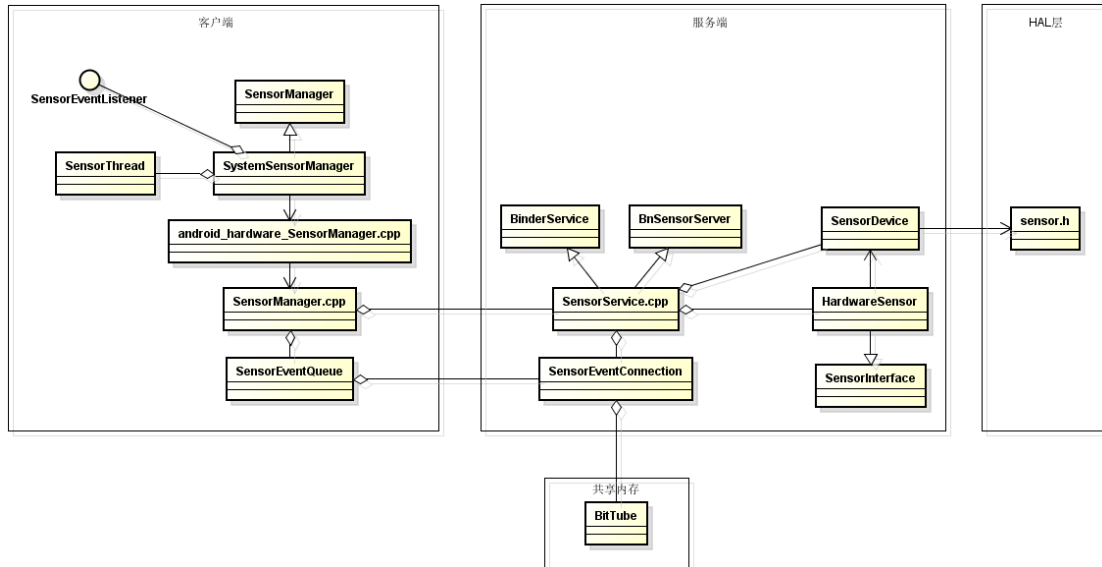 客户端
服务端
HAL层
SensorEventListener
SensorManager
SensorThread
SystemSensorManager
android_hardware_SensorManager.cpp
SensorManager.cpp
SensorEventQueue
BinderService
BnSensorServer
SensorDevice
sensor.h
SensorService.cpp
HardwareSensor
SensorEventConnection
SensorInterface
共享内存
BitTube